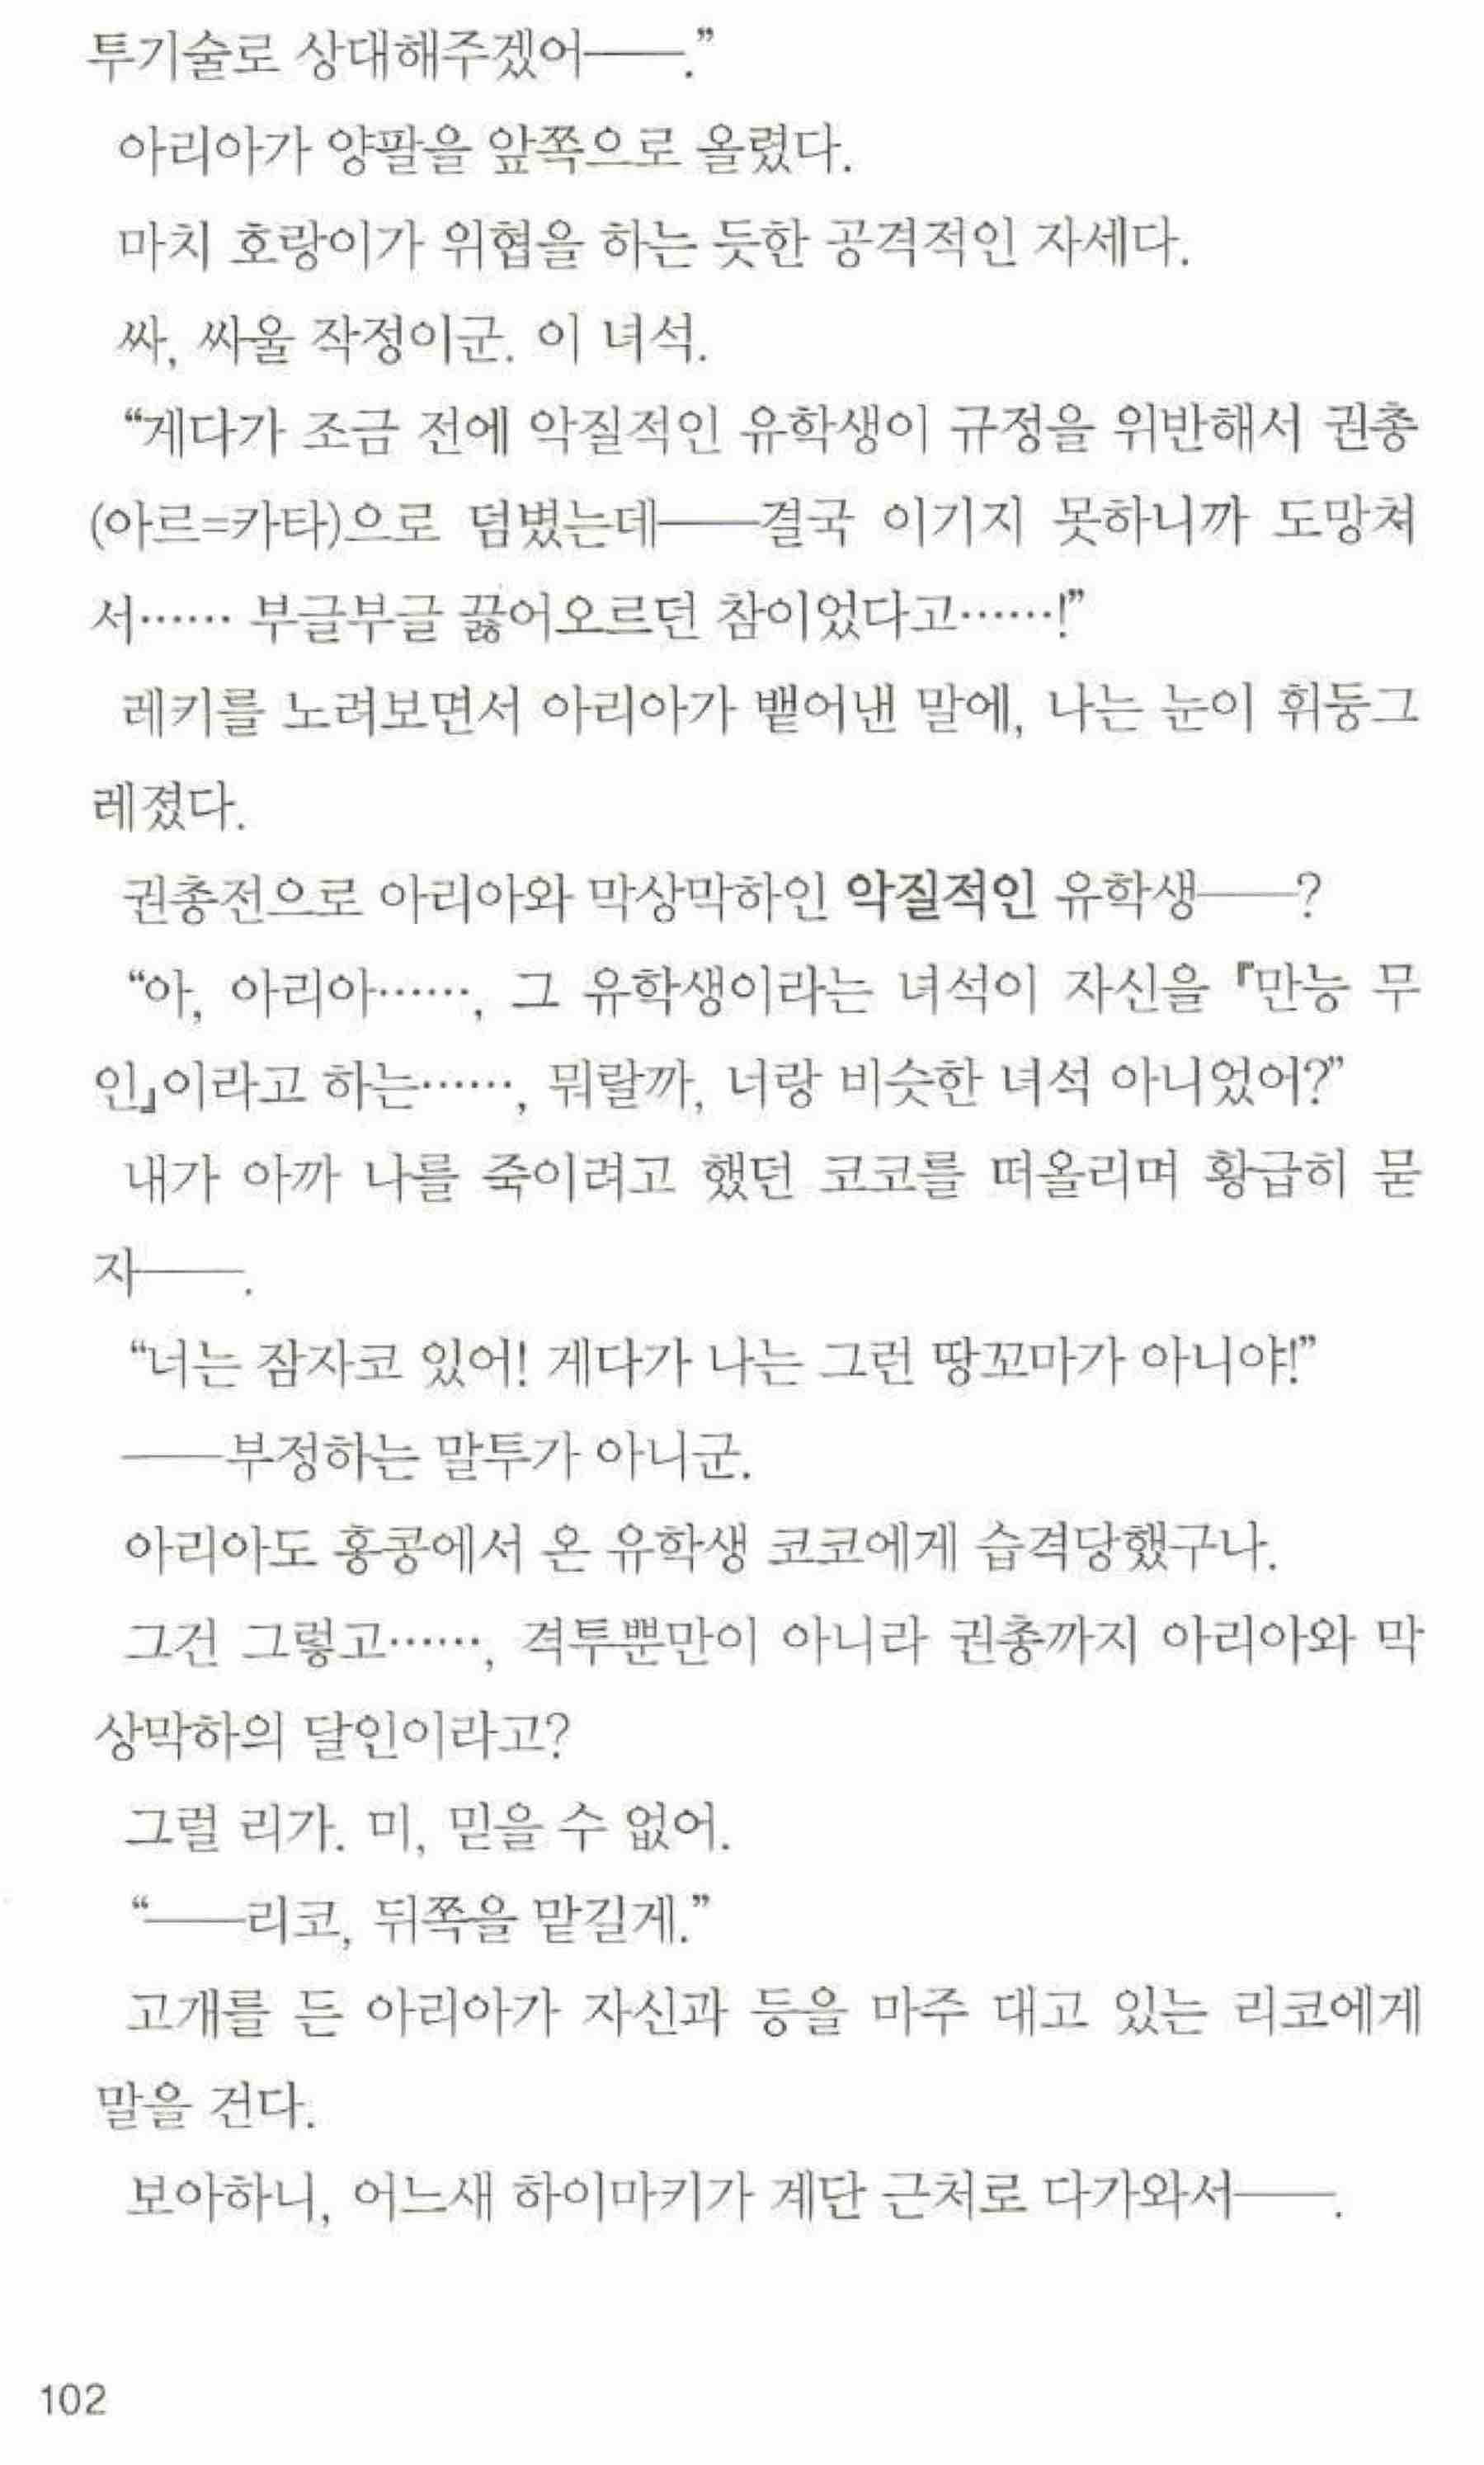 투기술로 상대해주겠어――.”
아리아가 양팔을 앞쪽으로 올렸다.
마치 호랑이가 위협을 하는 듯한 공격적인 자세다.
싸, 싸울 작정이군. 이 녀석.
“게다가 조금 전에 악질적인 유학생이 규정을 위반해서 권총
(아르=카타)으로 덤볐는데――결국 이기지 못하니까 도망쳐
서…… 부글부글 끓어오르던 참이었다고……!”
레키를 노려보면서 아리아가 뱉어낸 말에, 나는 눈이 휘둥그
레졌다.
권총전으로 아리아와 막상막하인 악질적인 유학생――?
“아, 아리아……, 그 유학생이라는 녀석이 자신을 『만능 무
인』이라고 하는……, 뭐랄까, 너랑 비슷한 녀석 아니었어?”
내가 아까 나를 죽이려고 했던 코코를 떠올리며 황급히 묻
자――.
“너는 잠자코 있어! 게다가 나는 그런 땅꼬마가 아니야!”
――부정하는 말투가 아니군.
아리아도 홍콩에서 온 유학생 코코에게 습격당했구나.
그건 그렇고……, 격투뿐만이 아니라 권총까지 아리아와 막
상막하의 달인이라고?
그럴 리가. 미, 믿을 수 없어.
“――리코, 뒤쪽을 맡길게.”
고개를 든 아리아가 자신과 등을 마주 대고 있는 리코에게
말을 건다.
보아하니, 어느새 하이마키가 계단 근처로 다가와서――.
102